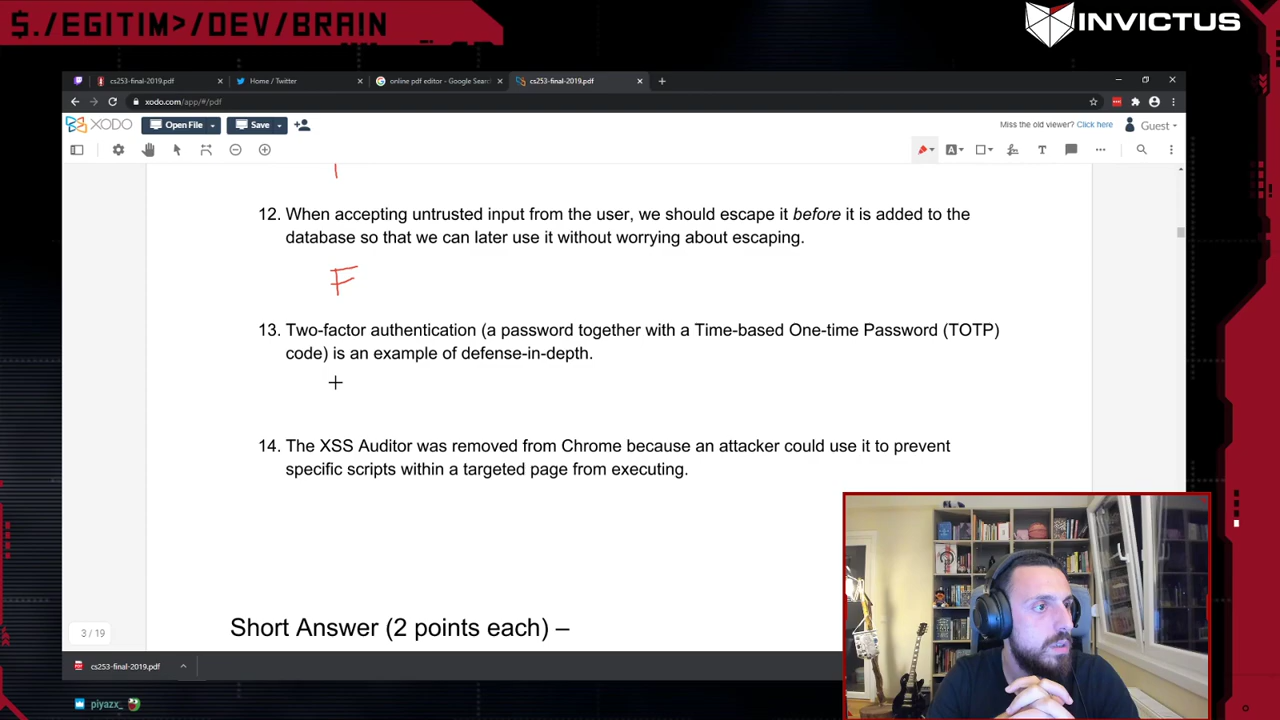 $./EGITIM>/DEV/BRAIN
INVICTUS
cs253-final-2019.pdf
Home / Twitter
online pdf editor - Google Sear
cs253-final-2019.pdf
xodo.com/app/#/pdf
XODO
Open File
Save
Miss the old viewer? Click here
Guest
12. When accepting untrusted input from the user, we should escape it before it is added to the
database so that we can later use it without worrying about escaping.
F
13. Two-factor authentication (a password together with a Time-based One-time Password (TOTP)
code) is an example of defense-in-depth.
14. The XSS Auditor was removed from Chrome because an attacker could use it to prevent
specific scripts within a targeted page from executing.
Short Answer (2 points each) –
3 / 19
cs253-final-2019.pdf
piyazx_